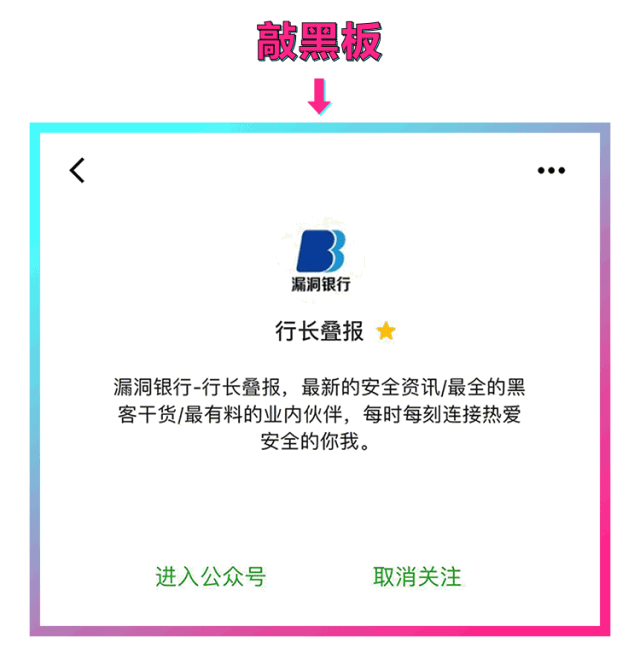 敲黑板
漏洞银行
行长叠报
漏洞银行-行长叠报，最新的安全资讯/最全的黑
客干货/最有料的业内伙伴，每时每刻连接热爱
安全的你我。
进入公众号
取消关注